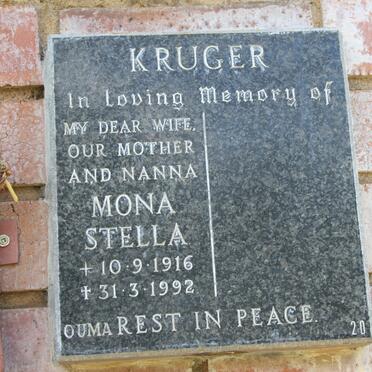 KRUGER
In Loving Memory of
MY DEAR WIFE,
OUR MOTHER
AND NANNA
MONA
STELLA
+ 10·9·1916
✝ 31·3·1992
OUMA REST IN PEACE
20